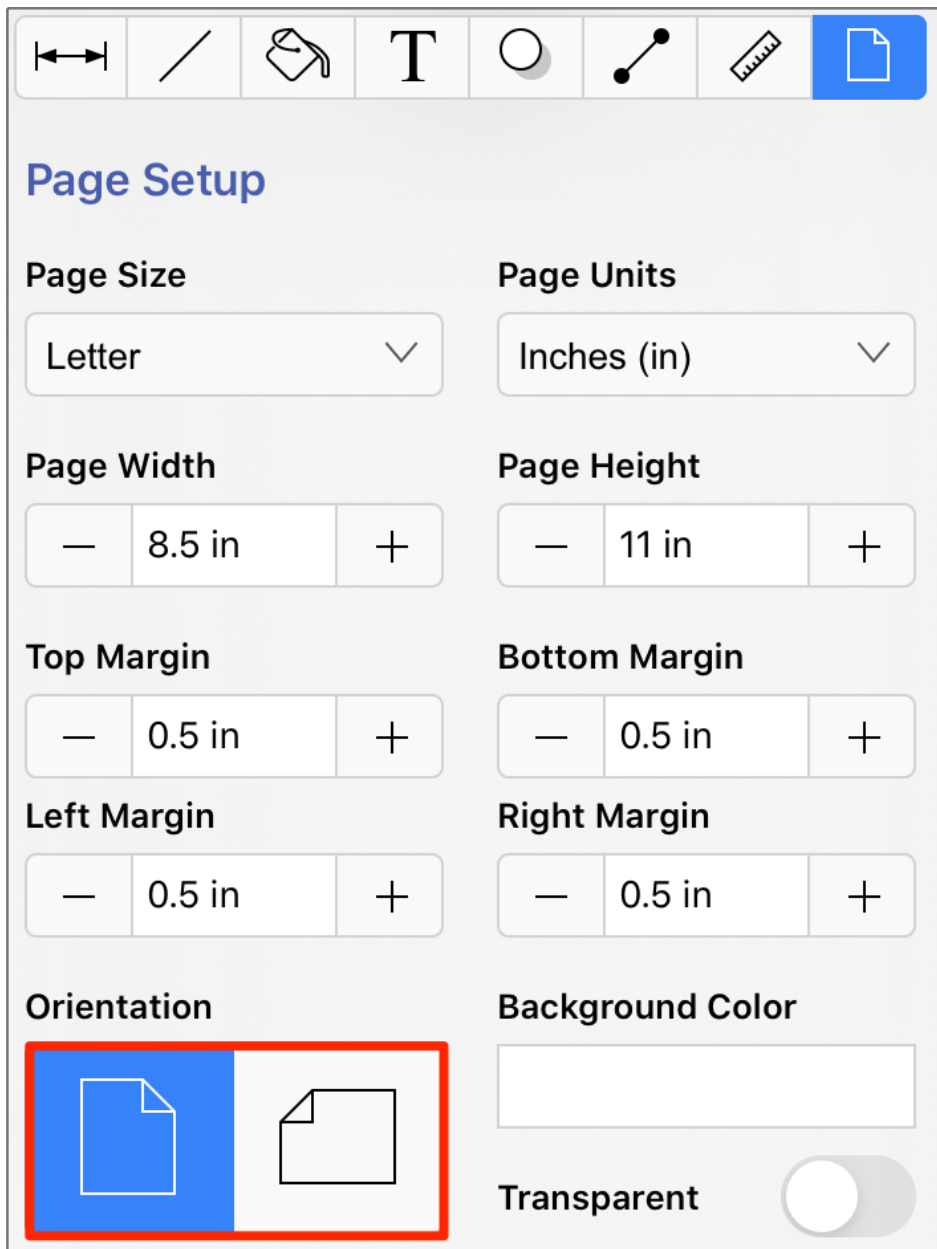 T
Page Setup
Page Size Page Units
Letter Inches (in)
Page Width Page Height
8.5 in 11 in
Top Margin Bottom Margin
0.5 in 0.5 in
Left Margin Right Margin
0.5 in 0.5 in
Orientation Background Color
Transparent